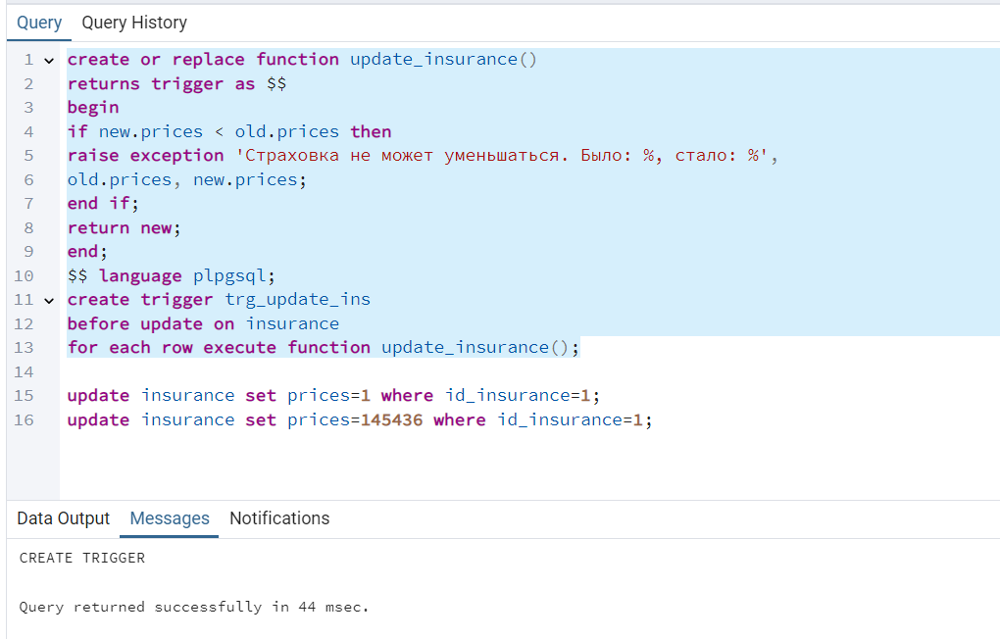 Query Query History
1 create or replace function update_insurance()
2 returns trigger as $$
3 begin
4 if new.prices < old.prices then
5 raise exception 'Страховка не может уменьшаться. Было: %, стало: %',
6 old.prices, new.prices;
7 end if;
8 return new;
9 end;
10 $$ language plpgsql;
11 create trigger trg_update_ins
12 before update on insurance
13 for each row execute function update_insurance();
14
15 update insurance set prices=1 where id_insurance=1;
16 update insurance set prices=145436 where id_insurance=1;
Data Output Messages Notifications
CREATE TRIGGER
Query returned successfully in 44 msec.